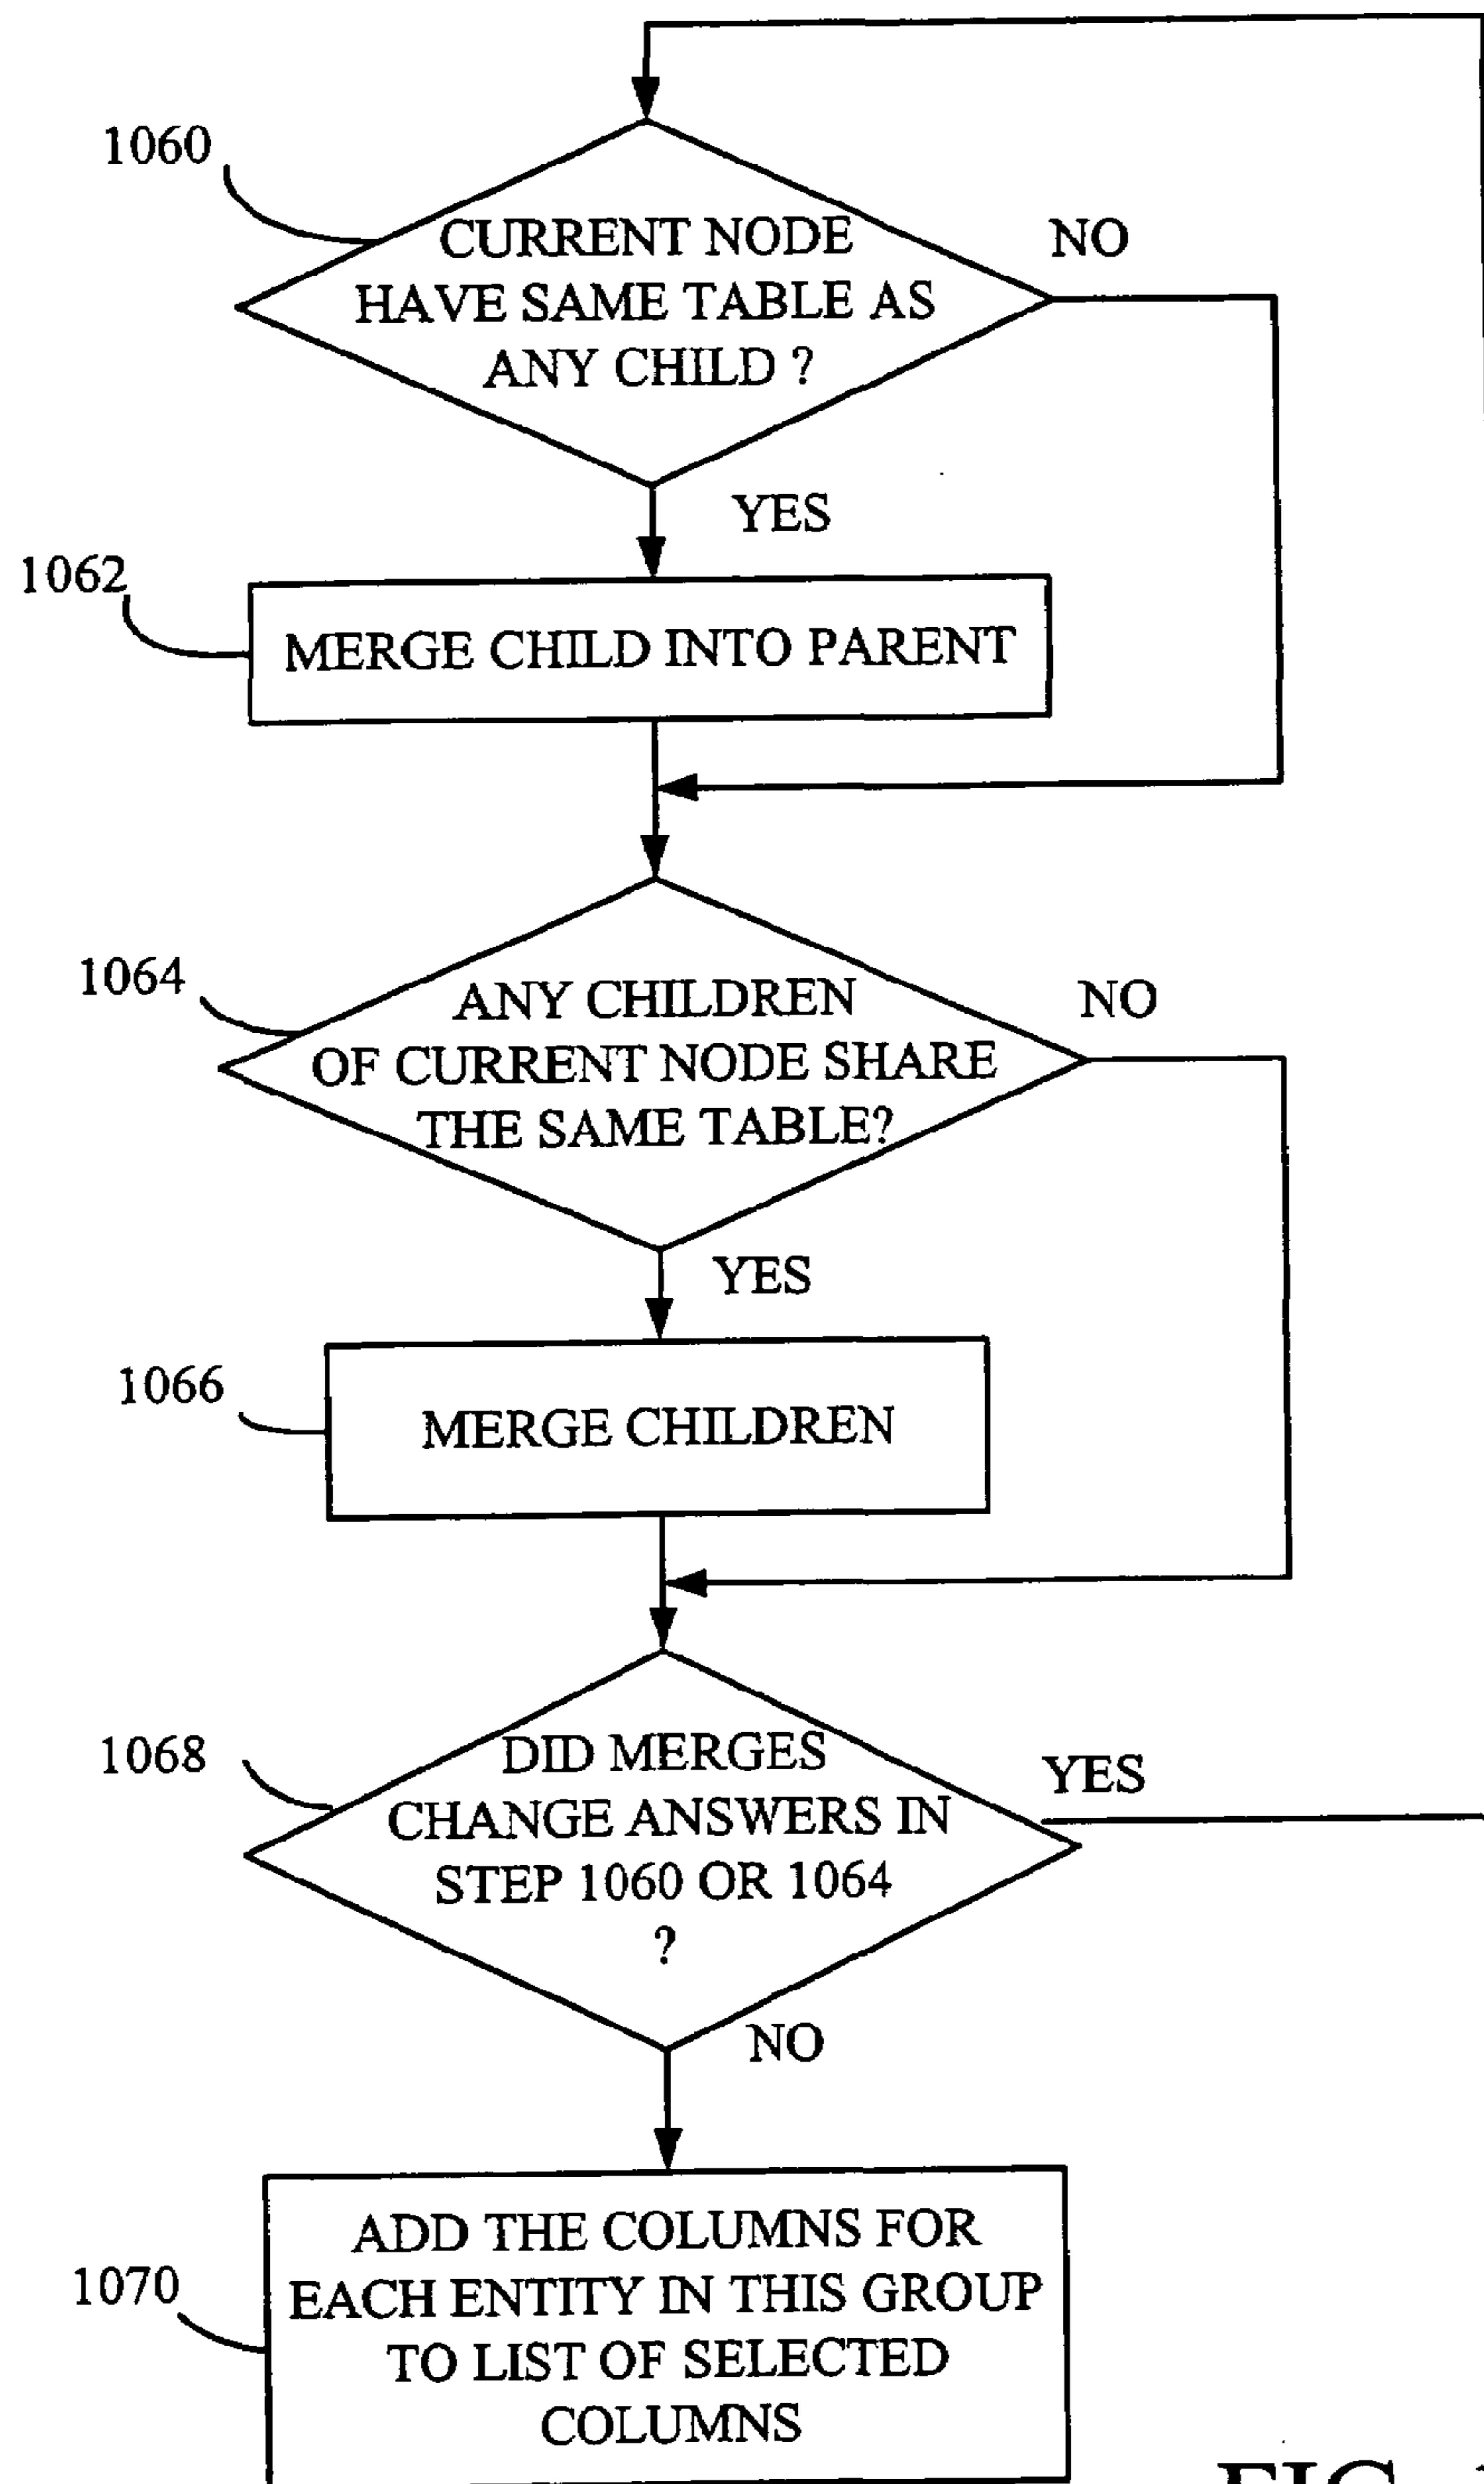 1060
CURRENT NODE
HAVE SAME TABLE AS
ANY CHILD ?
NO
YES
1062
MERGE CHILD INTO PARENT
1064
ANY CHILDREN
OF CURRENT NODE SHARE
THE SAME TABLE?
NO
YES
1066
MERGE CHILDREN
1068
DID MERGES
CHANGE ANSWERS IN
STEP 1060 OR 1064
?
YES
NO
1070
ADD THE COLUMNS FOR
EACH ENTITY IN THIS GROUP
TO LIST OF SELECTED
COLUMNS
FIG.